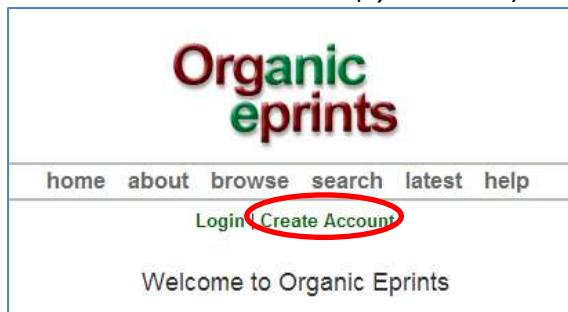 Organic
eprints
home about browse search latest help
Login | Create Account
Welcome to Organic Eprints